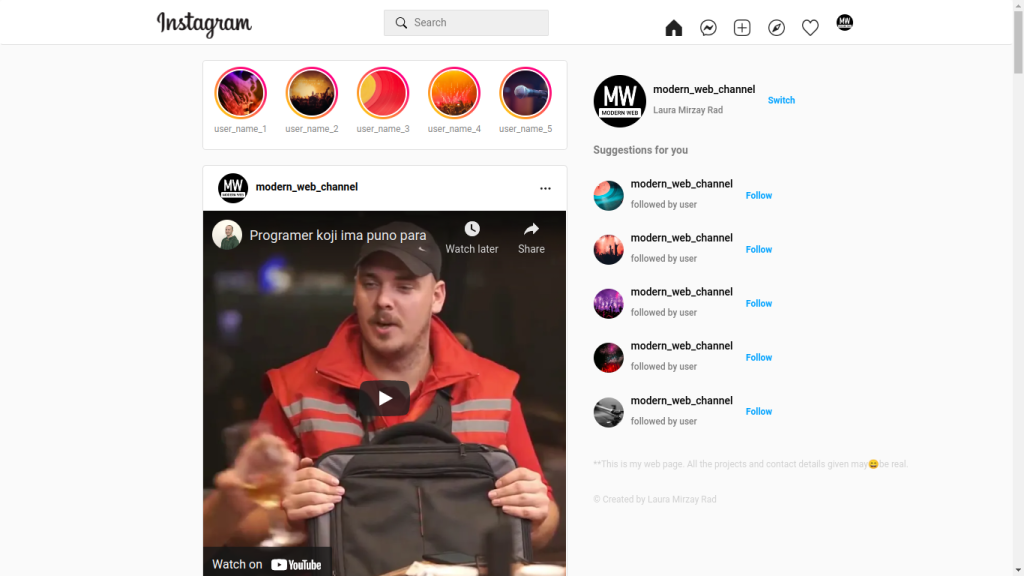 Instagram
Search
MW
user_name_1
user_name_2
user_name_3
user_name_4
user_name_5
MW
modern_web_channel
...
Programer koji ima puno para
Watch later
Share
Watch on YouTube
MW
MODERN WEB
modern_web_channel
Laura Mirzay Rad
Switch
Suggestions for you
modern_web_channel
followed by user
Follow
modern_web_channel
followed by user
Follow
modern_web_channel
followed by user
Follow
modern_web_channel
followed by user
Follow
modern_web_channel
followed by user
Follow
**This is my web page. All the projects and contact details given may😀be real.
© Created by Laura Mirzay Rad